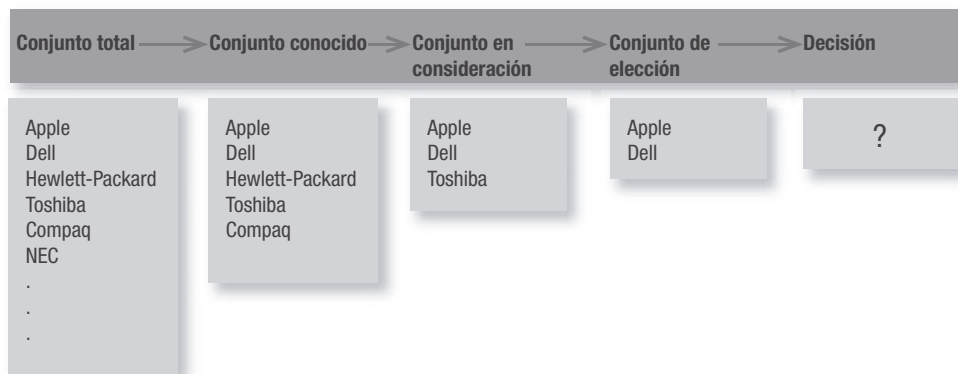 Conjunto total
Conjunto conocido
Conjunto en
consideración
Conjunto de
elección
Decisión
Apple
Dell
Hewlett-Packard
Toshiba
Compaq
NEC
.
.
.
Apple
Dell
Hewlett-Packard
Toshiba
Compaq
Apple
Dell
Toshiba
Apple
Dell
?